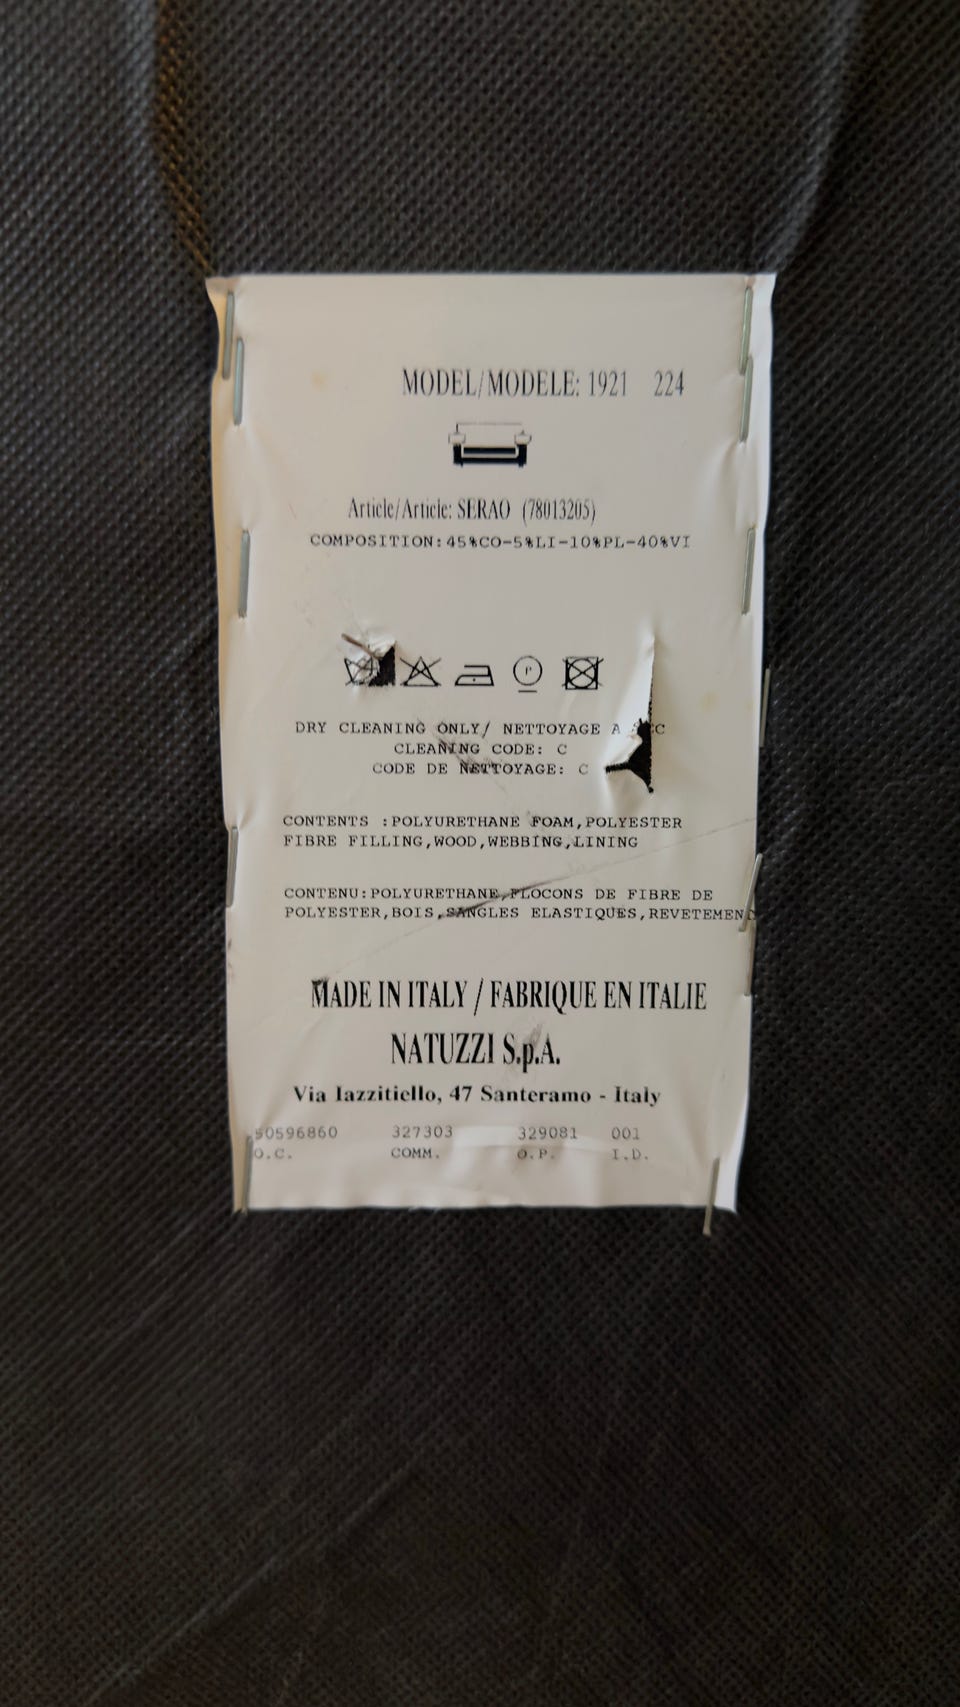 MODEL/MODELE: 1921 224
Article/Article: SERAO (78013205)
COMPOSITION:45%CO-5%LI-10%PL-40%VI
P
DRY CLEANING ONLY/ NETTOYAGE A
CLEANING CODE: C
CODE DE NETTOYAGE: C
CONTENTS :POLYURETHANE FOAM,POLYESTER
FIBRE FILLING,WOOD,WEBBING,LINING
CONTENU:POLYURETHANE,FLOCONS DE FIBRE DE
POLYESTER,BOIS,SANGLES ELASTIQUES,REVETEMENT
MADE IN ITALY / FABRIQUE EN ITALIE
NATUZZI S.p.A.
Via Iazzitiello, 47 Santeramo - Italy
50596860 327303 329081 001
O.C. COMM. O.P. I.D.